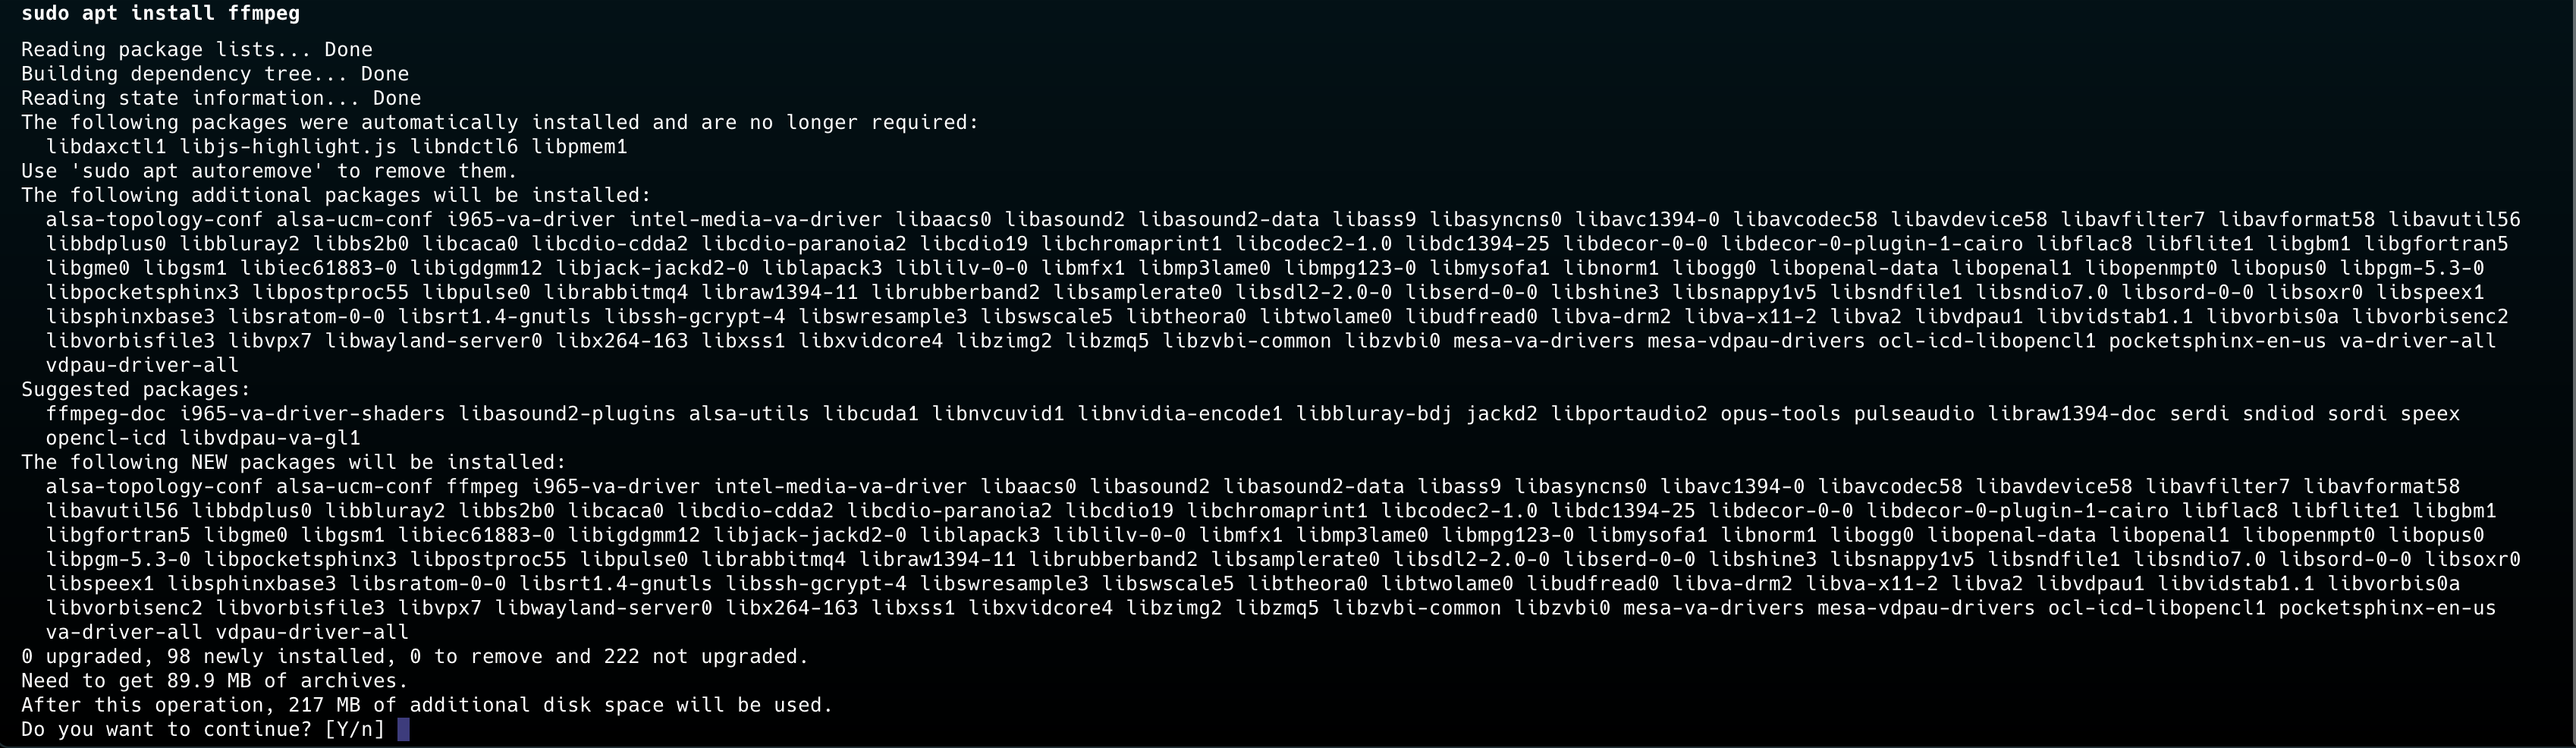 sudo apt install ffmpeg
Reading package lists... Done
Building dependency tree... Done
Reading state information... Done
The following packages were automatically installed and are no longer required:
  libdaxctl1 libjs-highlight.js libndctl6 libpmem1
Use 'sudo apt autoremove' to remove them.
The following additional packages will be installed:
  alsa-topology-conf alsa-ucm-conf i965-va-driver intel-media-va-driver libaacs0 libasound2 libasound2-data libass9 libasyncns0 libavc1394-0 libavcodec58 libavdevice58 libavfilter7 libavformat58 libavutil56
  libbdplus0 libbluray2 libbs2b0 libcaca0 libcdio-cdda2 libcdio-paranoia2 libcdio19 libchromaprint1 libcodec2-1.0 libdc1394-25 libdecor-0-0 libdecor-0-plugin-1-cairo libflac8 libflite1 libgbm1 libgfortran5
  libgme0 libgsm1 libiec61883-0 libigdgmm12 libjack-jackd2-0 liblapack3 liblilv-0-0 libmfx1 libmp3lame0 libmpg123-0 libmysofa1 libnorm1 libogg0 libopenal-data libopenal1 libopenmpt0 libopus0 libpgm-5.3-0
  libpocketsphinx3 libpostproc55 libpulse0 librabbitmq4 libraw1394-11 librubberband2 libsamplerate0 libsdl2-2.0-0 libserd-0-0 libshine3 libsnappy1v5 libsndfile1 libsndio7.0 libsord-0-0 libsoxr0 libspeex1
  libsphinxbase3 libsratom-0-0 libsrt1.4-gnutls libssh-gcrypt-4 libswresample3 libswscale5 libtheora0 libtwolame0 libudfread0 libva-drm2 libva-x11-2 libva2 libvdpau1 libvidstab1.1 libvorbis0a libvorbisenc2
  libvorbisfile3 libvpx7 libwayland-server0 libx264-163 libxss1 libxvidcore4 libzimg2 libzmq5 libzvbi-common libzvbi0 mesa-va-drivers mesa-vdpau-drivers ocl-icd-libopencl1 pocketsphinx-en-us va-driver-all
  vdpau-driver-all
Suggested packages:
  ffmpeg-doc i965-va-driver-shaders libasound2-plugins alsa-utils libcuda1 libnvcuvid1 libnvidia-encode1 libbluray-bdj jackd2 libportaudio2 opus-tools pulseaudio libraw1394-doc serdi sndiod sordi speex
  opencl-icd libvdpau-va-gl1
The following NEW packages will be installed:
  alsa-topology-conf alsa-ucm-conf ffmpeg i965-va-driver intel-media-va-driver libaacs0 libasound2 libasound2-data libass9 libasyncns0 libavc1394-0 libavcodec58 libavdevice58 libavfilter7 libavformat58
  libavutil56 libbdplus0 libbluray2 libbs2b0 libcaca0 libcdio-cdda2 libcdio-paranoia2 libcdio19 libchromaprint1 libcodec2-1.0 libdc1394-25 libdecor-0-0 libdecor-0-plugin-1-cairo libflac8 libflite1 libgbm1
  libgfortran5 libgme0 libgsm1 libiec61883-0 libigdgmm12 libjack-jackd2-0 liblapack3 liblilv-0-0 libmfx1 libmp3lame0 libmpg123-0 libmysofa1 libnorm1 libogg0 libopenal-data libopenal1 libopenmpt0 libopus0
  libpgm-5.3-0 libpocketsphinx3 libpostproc55 libpulse0 librabbitmq4 libraw1394-11 librubberband2 libsamplerate0 libsdl2-2.0-0 libserd-0-0 libshine3 libsnappy1v5 libsndfile1 libsndio7.0 libsord-0-0 libsoxr0
  libspeex1 libsphinxbase3 libsratom-0-0 libsrt1.4-gnutls libssh-gcrypt-4 libswresample3 libswscale5 libtheora0 libtwolame0 libudfread0 libva-drm2 libva-x11-2 libva2 libvdpau1 libvidstab1.1 libvorbis0a
  libvorbisenc2 libvorbisfile3 libvpx7 libwayland-server0 libx264-163 libxss1 libxvidcore4 libzimg2 libzmq5 libzvbi-common libzvbi0 mesa-va-drivers mesa-vdpau-drivers ocl-icd-libopencl1 pocketsphinx-en-us
  va-driver-all vdpau-driver-all
0 upgraded, 98 newly installed, 0 to remove and 222 not upgraded.
Need to get 89.9 MB of archives.
After this operation, 217 MB of additional disk space will be used.
Do you want to continue? [Y/n]